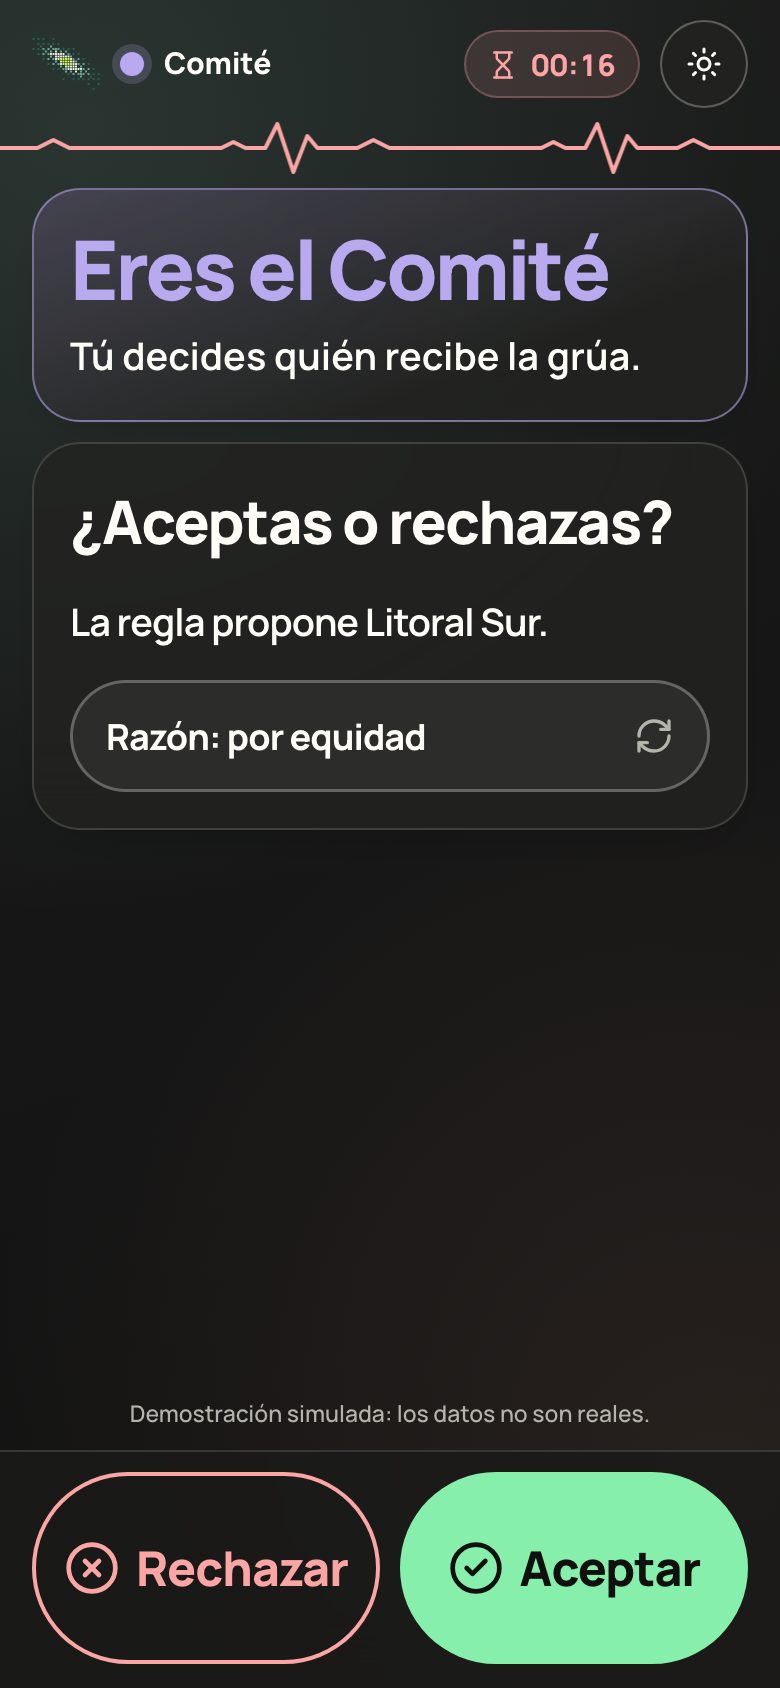 Comité
00:16
Eres el Comité
Tú decides quién recibe la grúa.
¿Aceptas o rechazas?
La regla propone Litoral Sur.
Razón: por equidad
Demostración simulada: los datos no son reales.
Rechazar
Aceptar